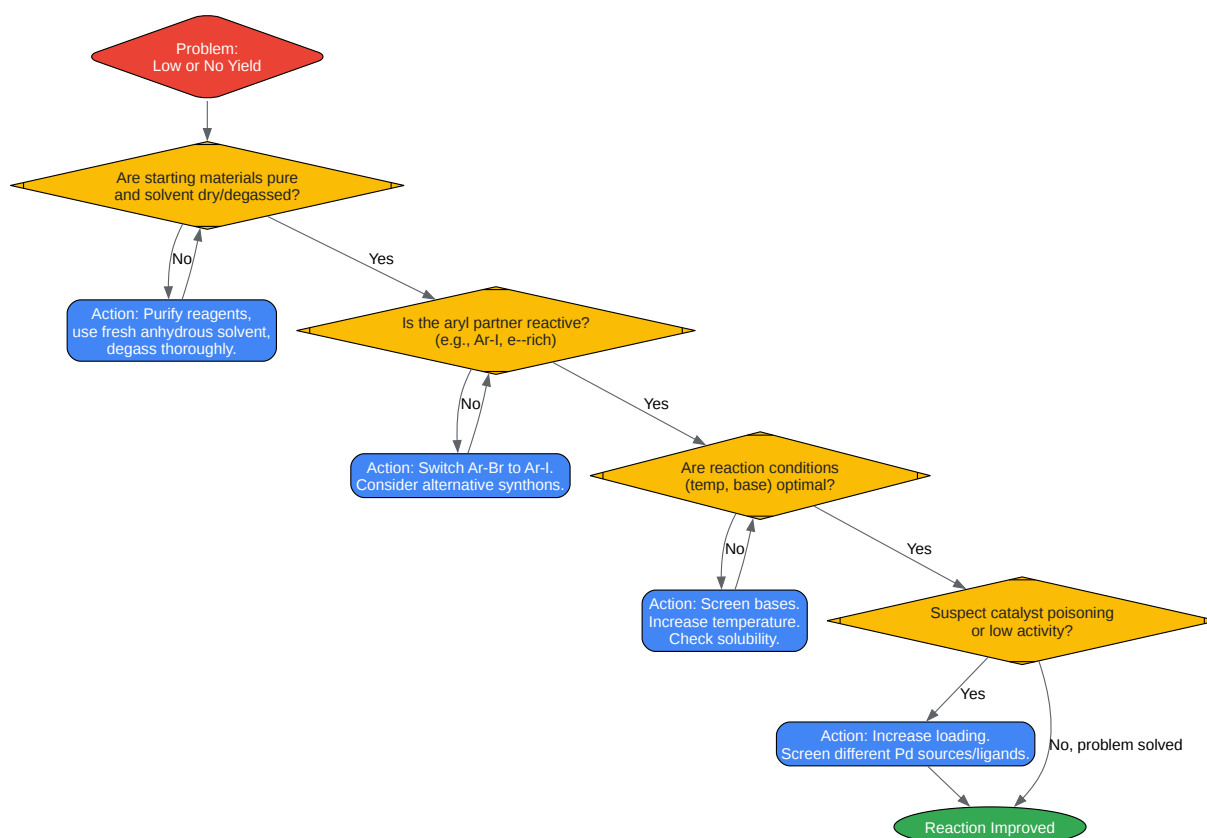 Problem:
Low or No Yield
Are starting materials pure
and solvent dry/degassed?
No
Yes
Action: Purify reagents,
use fresh anhydrous solvent,
degass thoroughly.
Is the aryl partner reactive?
(e.g., Ar-I, e--rich)
No
Yes
Action: Switch Ar-Br to Ar-I.
Consider alternative synthons.
Are reaction conditions
(temp, base) optimal?
No
Yes
Action: Screen bases.
Increase temperature.
Check solubility.
Suspect catalyst poisoning
or low activity?
Yes
No, problem solved
Action: Increase loading.
Screen different Pd sources/ligands.
Reaction Improved